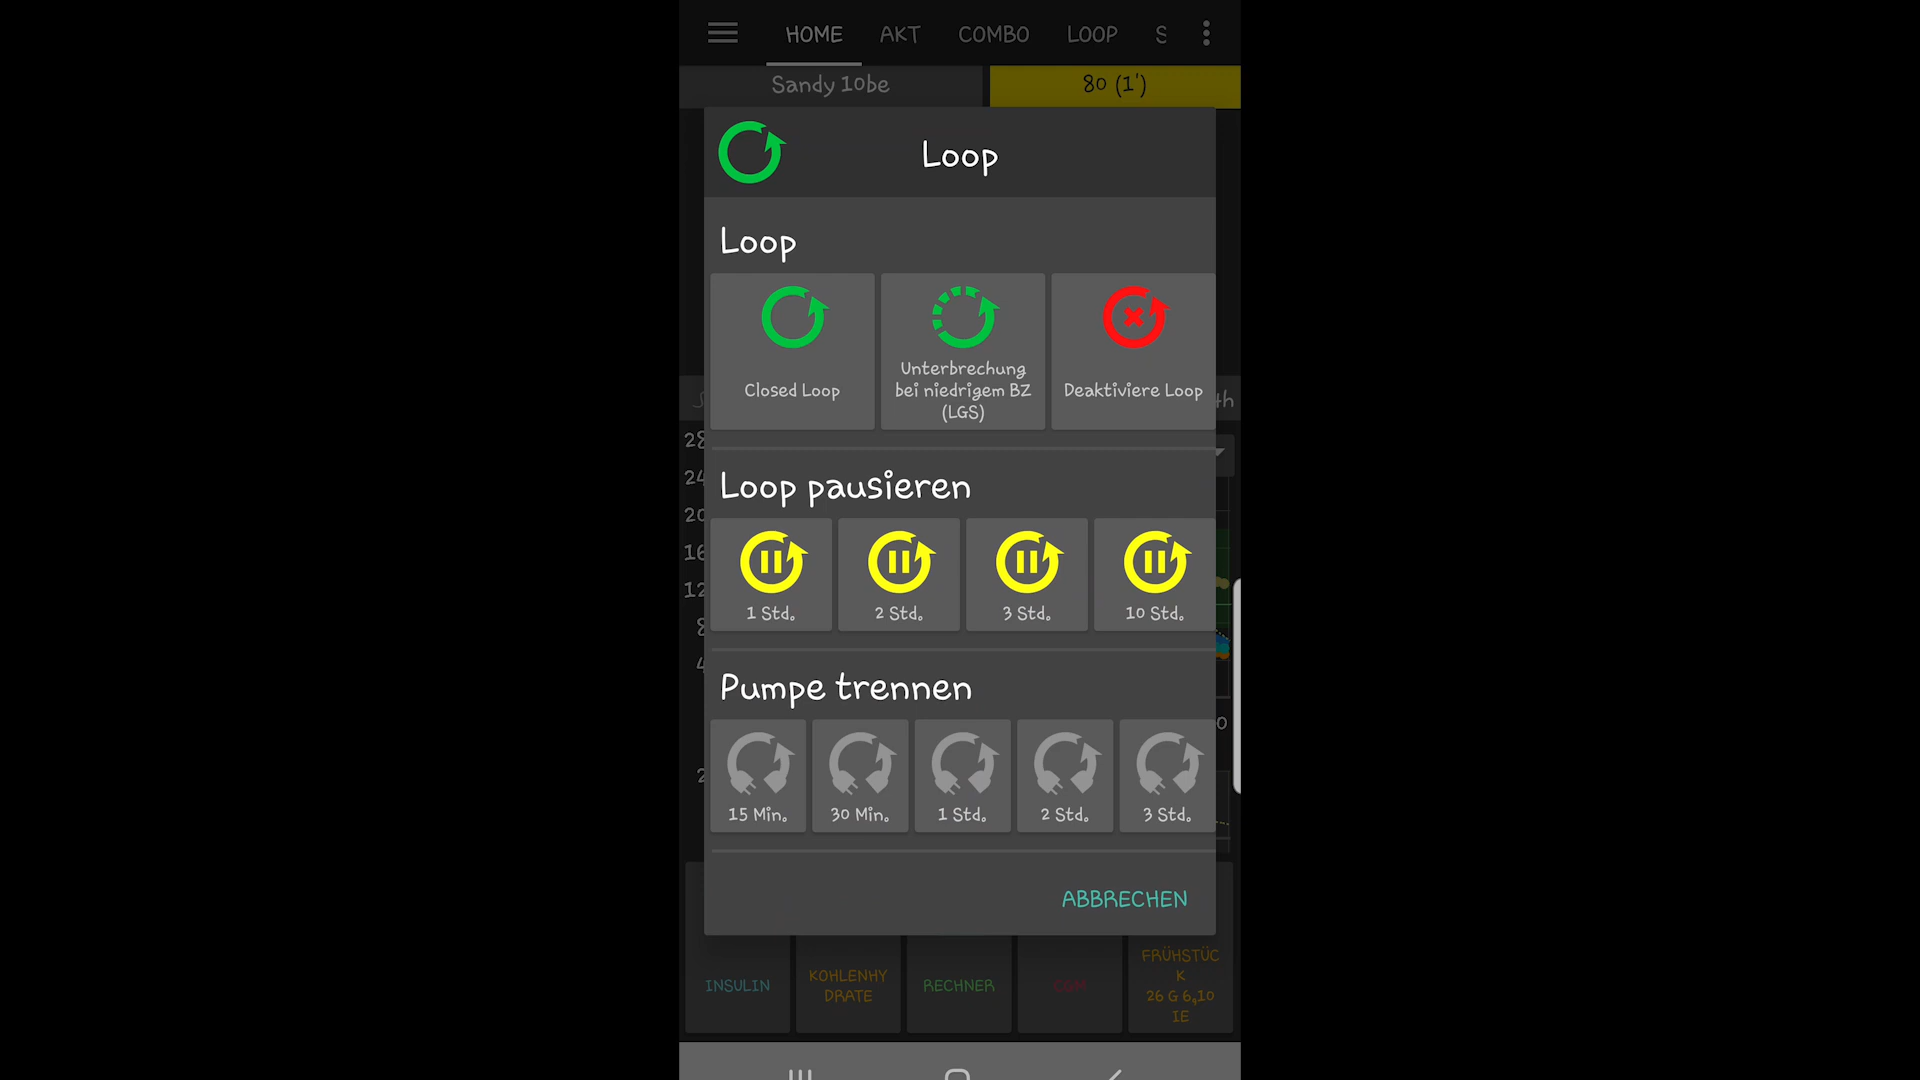 HOME AKT COMBO LOOP S
Sandy 10be 80 (1')
Loop
Loop
Closed Loop
Unterbrechung
bei niedrigem BZ
(LGS)
Deaktiviere Loop
Loop pausieren
1 Std.
2 Std.
3 Std.
10 Std.
Pumpe trennen
15 Min.
30 Min.
1 Std.
2 Std.
3 Std.
ABBRECHEN
INSULIN
KOHLENHY
DRATE
RECHNER
CGM
FRÜHSTÜC
K
26 G 6,10
IE